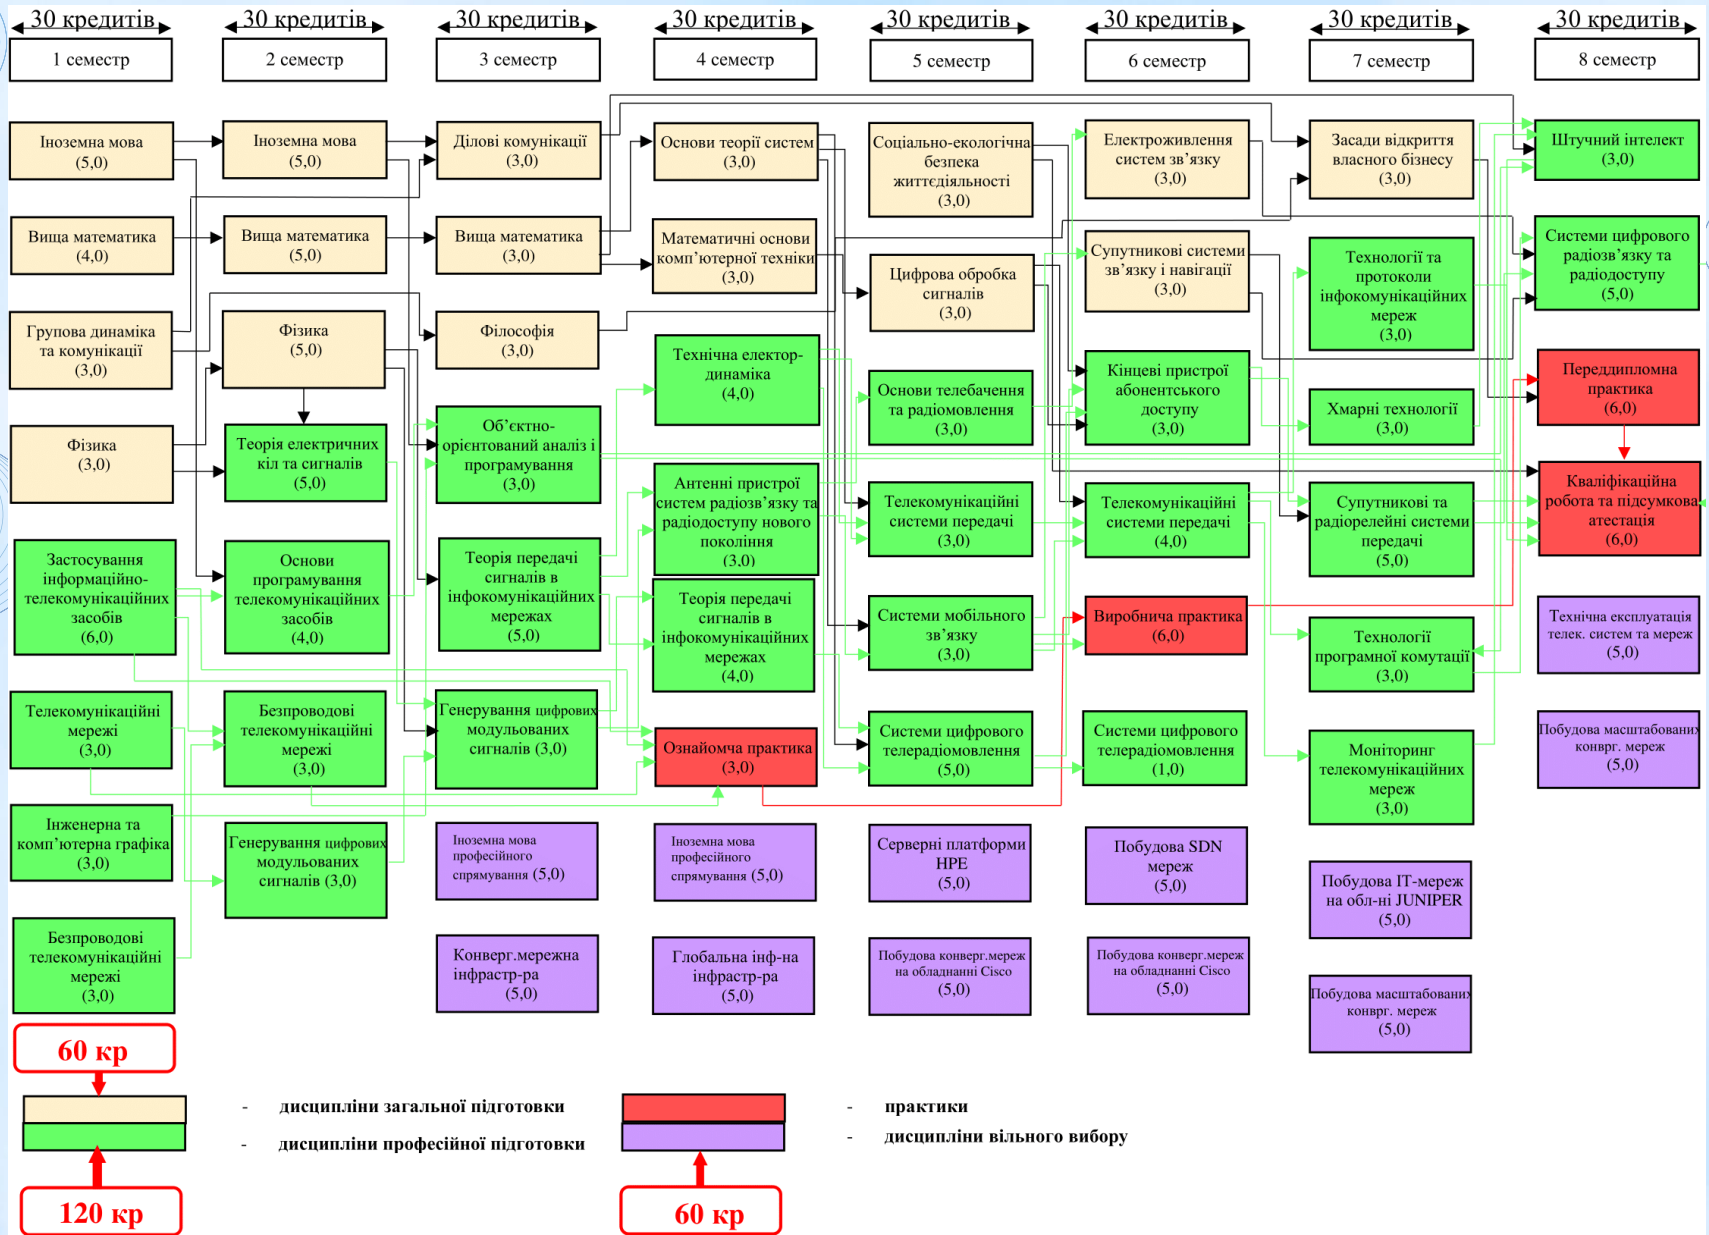 30 кредитів
1 семестр
Іноземна мова
(5,0)
Вища математика
(4,0)
Групова динаміка
та комунікації
(3,0)
Фізика
(3,0)
Застосування
інформаційно-
телекомунікаційних
засобів
(6,0)
Телекомунікаційні
мережі
(3,0)
Інженерна та
комп’ютерна графіка
(3,0)
Безпроводові
телекомунікаційні
мережі
(3,0)
30 кредитів
2 семестр
Іноземна мова
(5,0)
Вища математика
(5,0)
Фізика
(5,0)
Теорія електричних
кіл та сигналів
(5,0)
Основи
програмування
телекомунікаційних
засобів
(4,0)
Безпроводові
телекомунікаційні
мережі
(3,0)
Генерування цифрових
модульованих
сигналів (3,0)
30 кредитів
3 семестр
Ділові комунікації
(3,0)
Вища математика
(3,0)
Філософія
(3,0)
Об’єктно-
орієнтований аналіз і
програмування
(3,0)
Теорія передачі
сигналів в
інфокомунікаційних
мережах
(5,0)
Генерування цифрових
модульованих
сигналів (3,0)
Іноземна мова
професійного
спрямування (5,0)
Конверг.мережна
інфрастр-ра
(5,0)
30 кредитів
4 семестр
Основи теорії систем
(3,0)
Математичні основи
комп’ютерної техніки
(3,0)
Технічна електор-
динаміка
(4,0)
Антенні пристрої
систем радіозв’язку та
радіодоступу нового
покоління
(3,0)
Теорія передачі
сигналів в
інфокомунікаційних
мережах
(4,0)
Ознайомча практика
(3,0)
Іноземна мова
професійного
спрямування (5,0)
Глобальна інф-на
інфрастр-ра
(5,0)
30 кредитів
5 семестр
Соціально-екологічна
безпека
життєдіяльності
(3,0)
Цифрова обробка
сигналів
(3,0)
Основи телебачення
та радіомовлення
(3,0)
Телекомунікаційні
системи передачі
(3,0)
Системи мобільного
зв’язку
(3,0)
Системи цифрового
телерадіомовлення
(5,0)
Серверні платформи
HPE
(5,0)
Побудова конверг.мереж
на обладнанні Cisco
(5,0)
30 кредитів
6 семестр
Електроживлення
систем зв’язку
(3,0)
Супутникові системи
зв’язку і навігації
(3,0)
Кінцеві пристрої
абонентського
доступу
(3,0)
Телекомунікаційні
системи передачі
(4,0)
Виробнича практика
(6,0)
Системи цифрового
телерадіомовлення
(1,0)
Побудова SDN
мереж
(5,0)
Побудова конверг.мереж
на обладнанні Cisco
(5,0)
30 кредитів
7 семестр
Засади відкриття
власного бізнесу
(3,0)
Технології та
протоколи
інфокомунікаційних
мереж
(3,0)
Хмарні технології
(3,0)
Супутникові та
радіорелейні системи
передачі
(5,0)
Технології
програмної комутації
(3,0)
Моніторинг
телекомунікаційних
мереж
(3,0)
Побудова ІТ-мереж
на обл-ні JUNIPER
(5,0)
Побудова масштабованих
конврг. мереж
(5,0)
30 кредитів
8 семестр
Штучний інтелект
(3,0)
Системи цифрового
радіозв’язку та
радіодоступу
(5,0)
Переддипломна
практика
(6,0)
Кваліфікаційна
робота та підсумкова
атестація
(6,0)
Технічна експлуатація
телек. систем та мереж
(5,0)
Побудова масштабованих
конврг. мереж
(5,0)
60 кр
- дисципліни загальної підготовки
- дисципліни професійної підготовки
120 кр
- практики
- дисципліни вільного вибору
60 кр